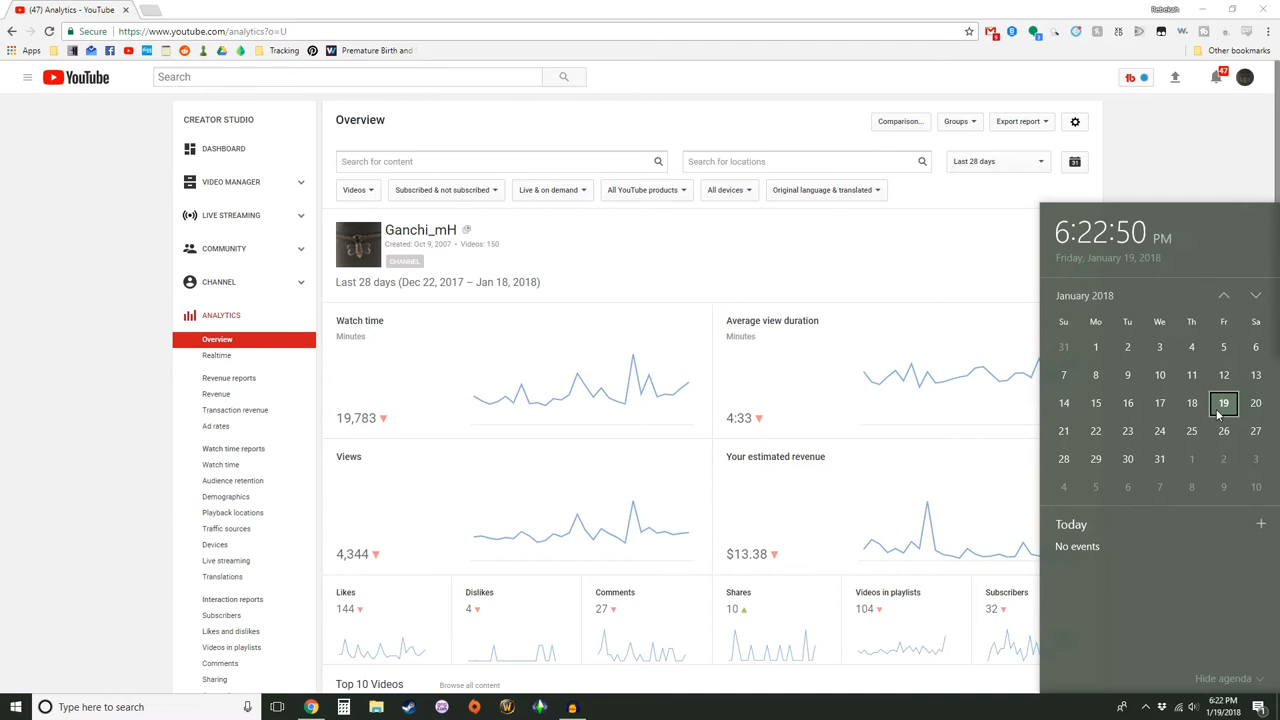 (47) Analytics - YouTube
Rebekah
Secure https://www.youtube.com/analytics?o=U
Apps
Tracking
Premature Birth and
Other bookmarks
YouTube
Search
47
CREATOR STUDIO
DASHBOARD
VIDEO MANAGER
LIVE STREAMING
COMMUNITY
CHANNEL
ANALYTICS
Overview
Realtime
Revenue reports
Revenue
Transaction revenue
Ad rates
Watch time reports
Watch time
Audience retention
Demographics
Playback locations
Traffic sources
Devices
Live streaming
Translations
Interaction reports
Subscribers
Likes and dislikes
Videos in playlists
Comments
Sharing
Overview
Comparison... Groups Export report
Search for content Search for locations Last 28 days
Videos Subscribed & not subscribed Live & on demand All YouTube products All devices Original language & translated
Ganchi_mH
Created: Oct 9, 2007 • Videos: 150
CHANNEL
Last 28 days (Dec 22, 2017 – Jan 18, 2018)
Watch time
Minutes
19,783
Average view duration
Minutes
4:33
Views
4,344
Your estimated revenue
$13.38
Likes
144
Dislikes
4
Comments
27
Shares
10
Videos in playlists
104
Subscribers
32
Top 10 Videos Browse all content
6:22:50 PM
Friday, January 19, 2018
January 2018
Su Mo Tu We Th Fr Sa
31 1 2 3 4 5 6
7 8 9 10 11 12 13
14 15 16 17 18 19 20
21 22 23 24 25 26 27
28 29 30 31 1 2 3
4 5 6 7 8 9 10
Today
No events
Hide agenda
Type here to search
6:22 PM
1/19/2018